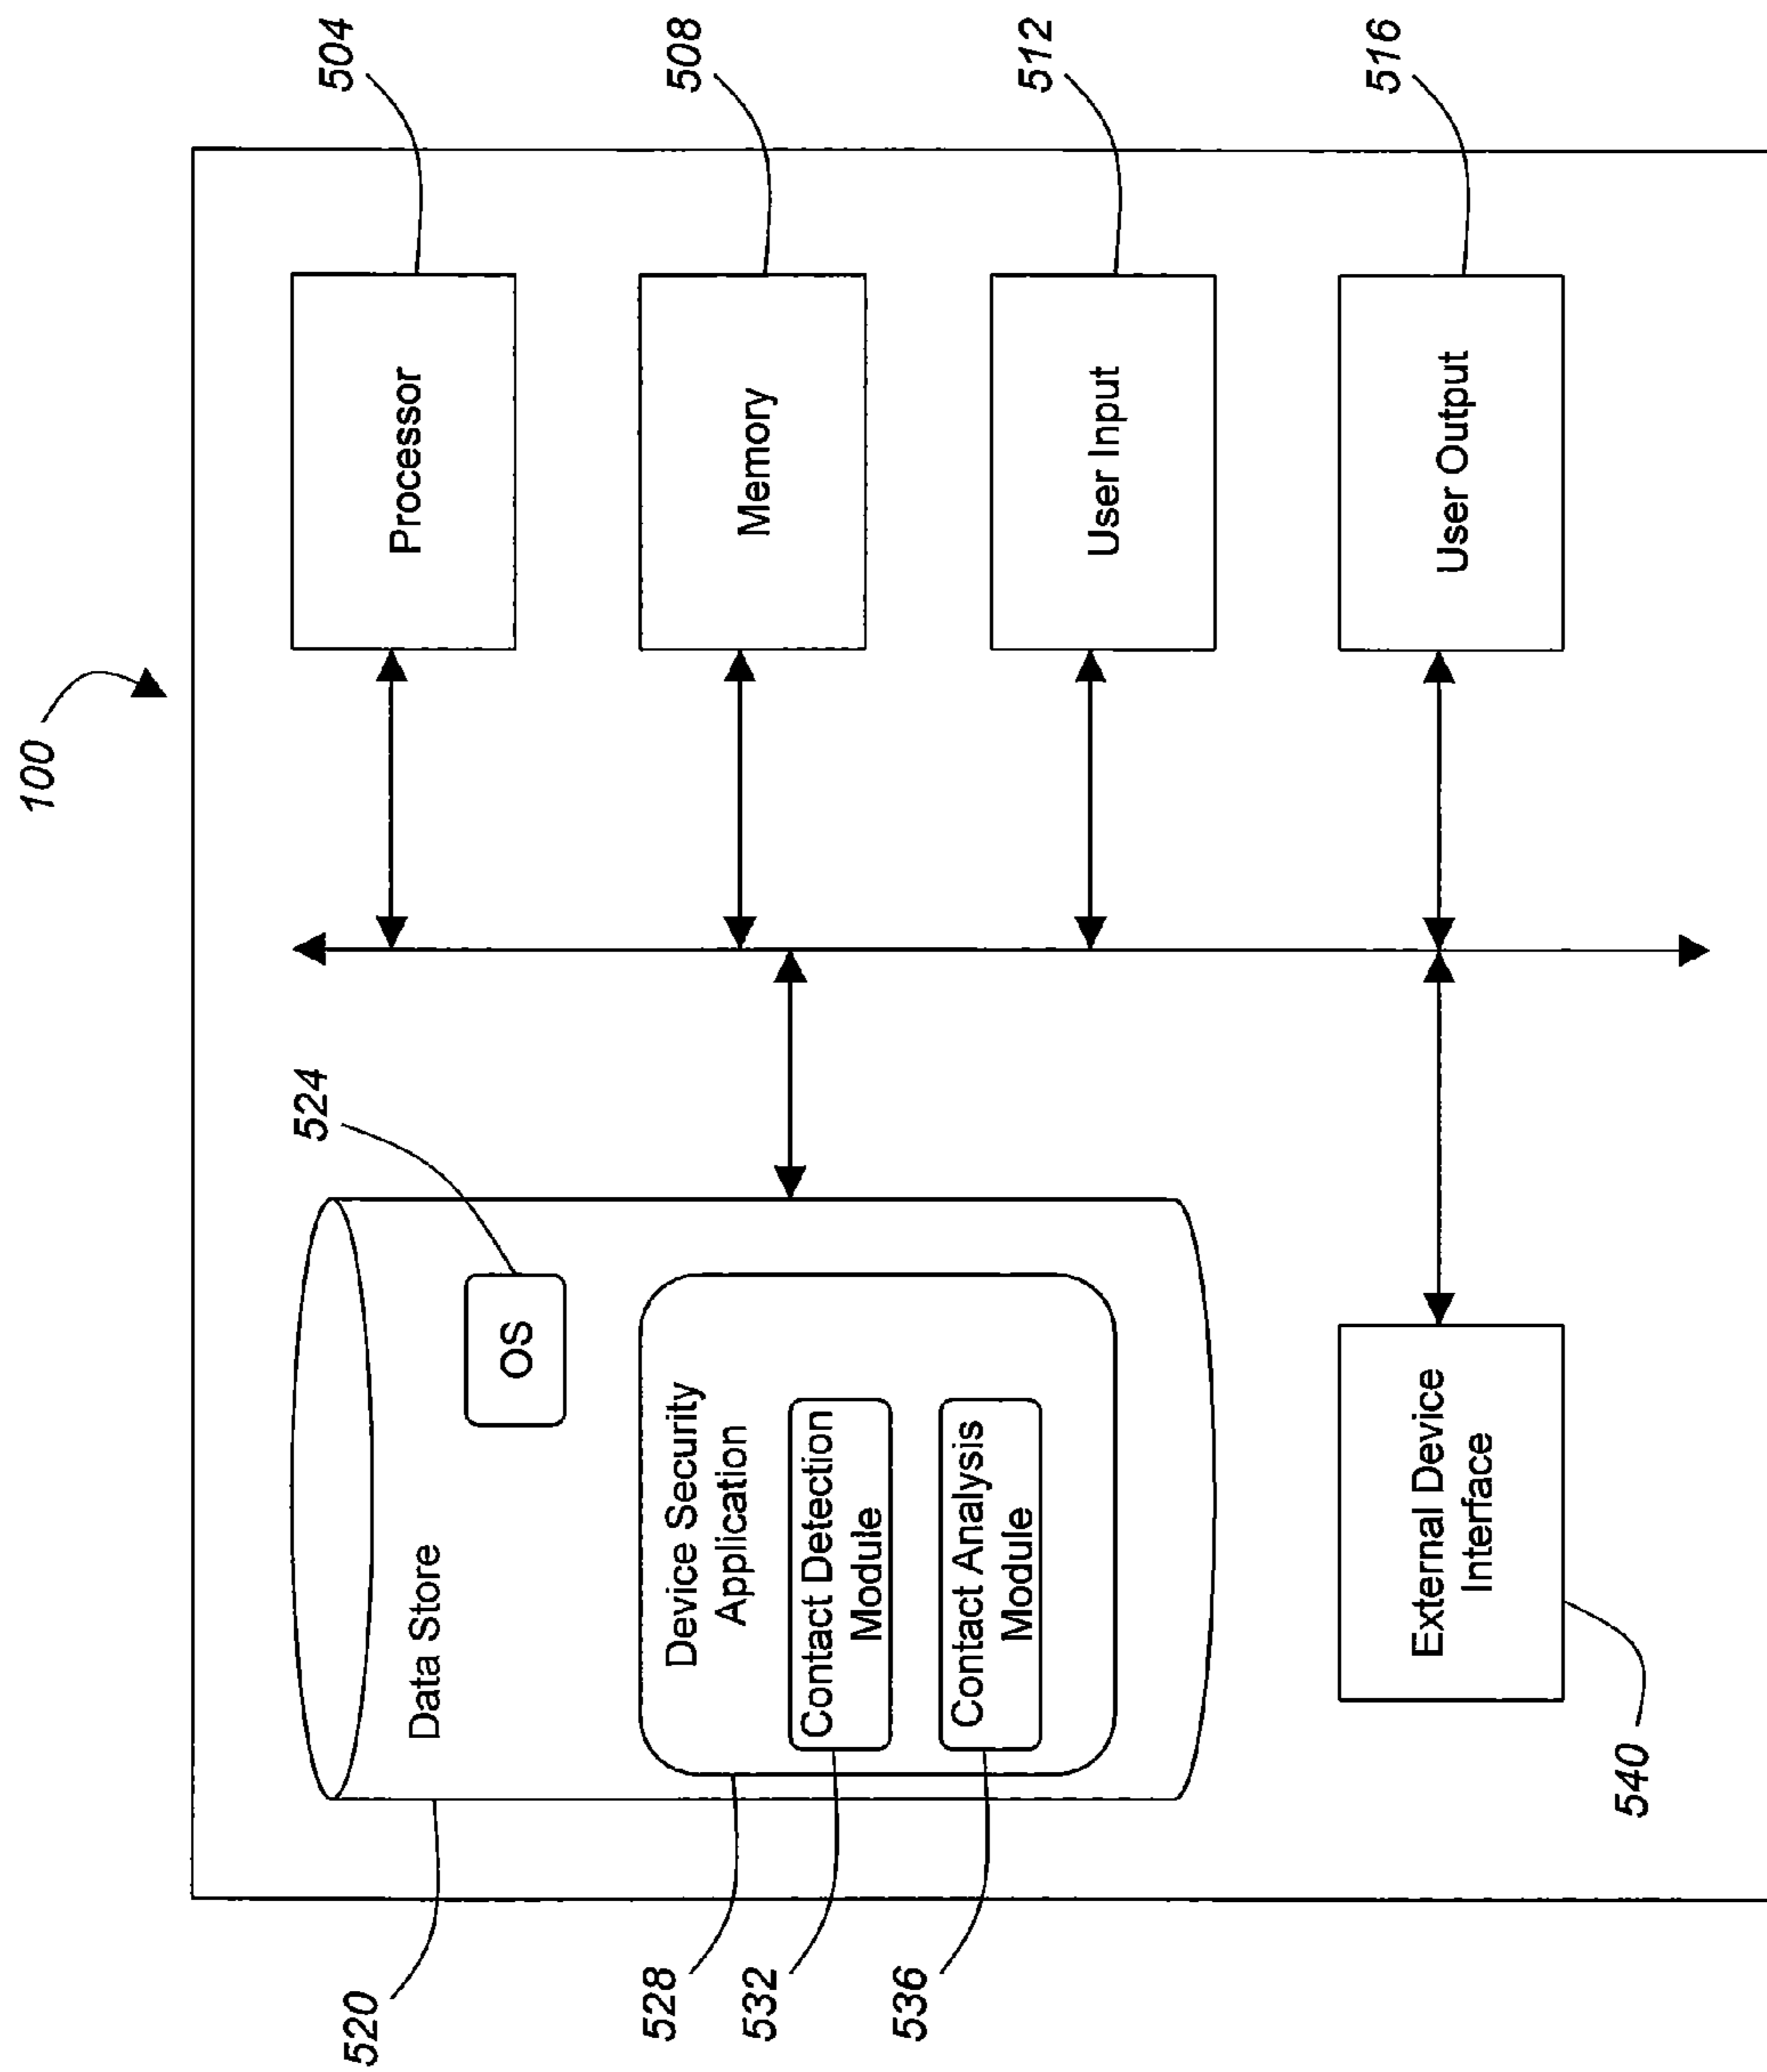 100
520
Data Store
524
OS
528
Device Security
Application
532
Contact Detection
Module
536
Contact Analysis
Module
540
External Device
Interface
504
Processor
508
Memory
512
User Input
516
User Output